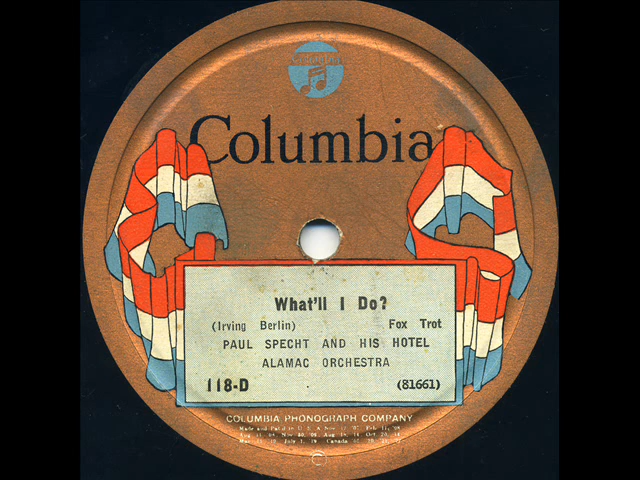 Columbia
Columbia
What'll I Do?
(Irving Berlin) Fox Trot
PAUL SPECHT AND HIS HOTEL
ALAMAC ORCHESTRA
118-D (81661)
COLUMBIA PHONOGRAPH COMPANY